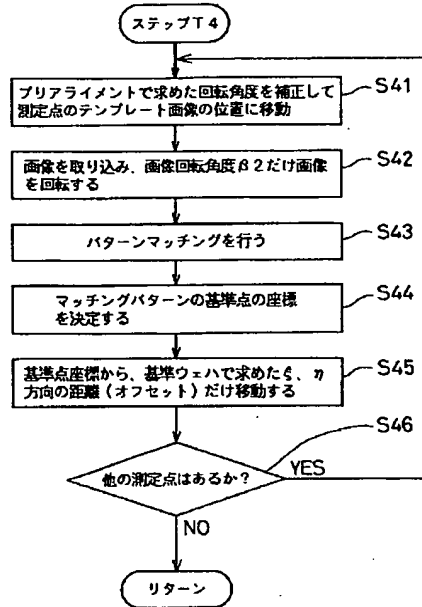 ステップT4
プリアライメントで求めた回転角度を補正して
測定点のテンプレート画像の位置に移動
S41
画像を取り込み、画像回転角度β2だけ画像
を回転する
S42
パターンマッチングを行う
S43
マッチングパターンの基準点の座標
を決定する
S44
基準点座標から、基準ウェハで求めたξ、η
方向の距離(オフセット)だけ移動する
S45
S46
他の測定点はあるか?
YES
NO
リターン